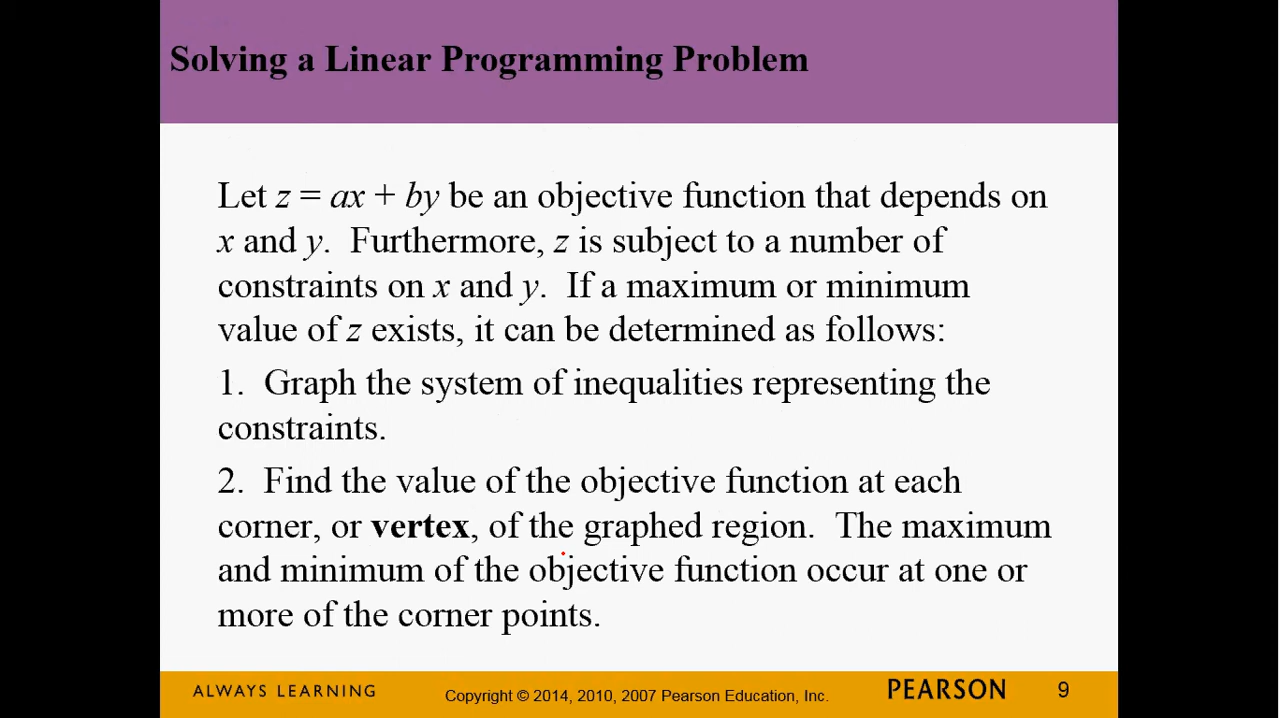 Solving a Linear Programming Problem
Let z = ax + by be an objective function that depends on
x and y. Furthermore, z is subject to a number of
constraints on x and y. If a maximum or minimum
value of z exists, it can be determined as follows:
1. Graph the system of inequalities representing the
constraints.
2. Find the value of the objective function at each
corner, or vertex, of the graphed region. The maximum
and minimum of the objective function occur at one or
more of the corner points.
ALWAYS LEARNING
Copyright © 2014, 2010, 2007 Pearson Education, Inc.
PEARSON
9